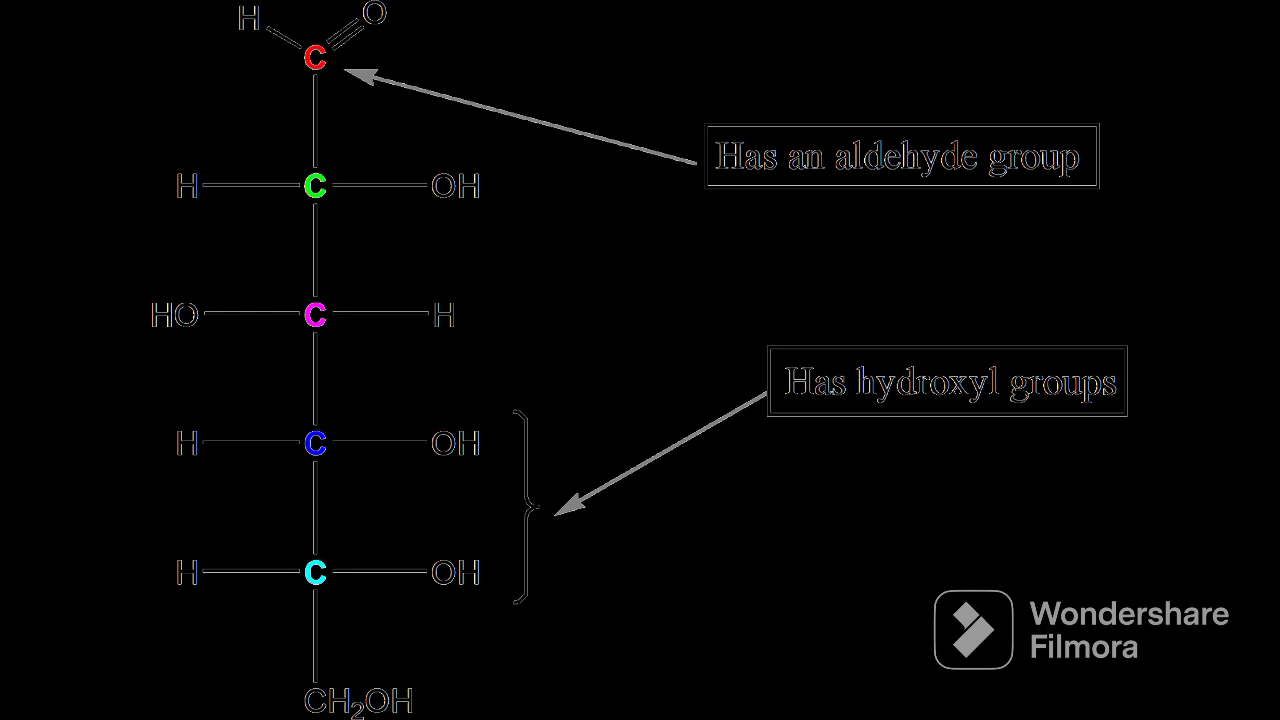 H O
C
Has an aldehyde group
H C OH
HO C H
Has hydroxyl groups
H C OH
H C OH
Wondershare
Filmora
CH₂OH